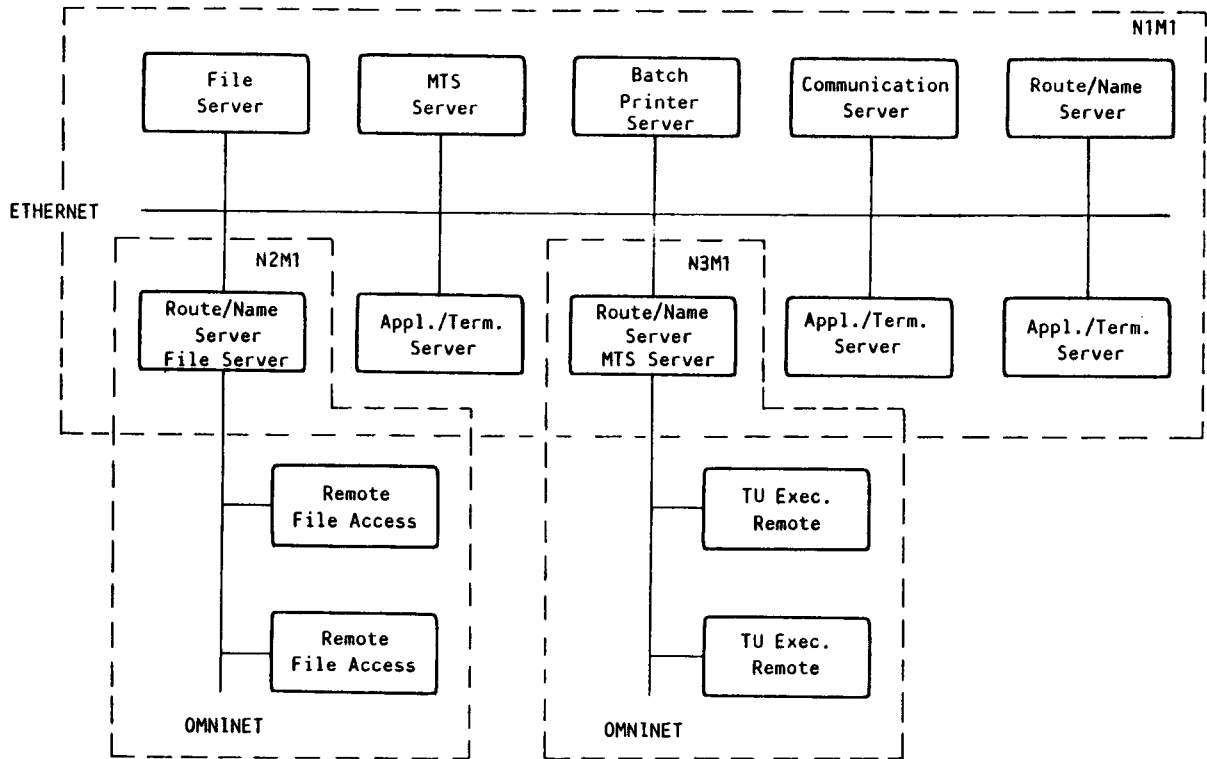 N1M1
File
Server
MTS
Server
Batch
Printer
Server
Communication
Server
Route/Name
Server
ETHERNET
N2M1
N3M1
Route/Name
Server
File Server
Appl./Term.
Server
Route/Name
Server
MTS Server
Appl./Term.
Server
Appl./Term.
Server
Remote
File Access
TU Exec.
Remote
Remote
File Access
TU Exec.
Remote
OMNINET
OMNINET